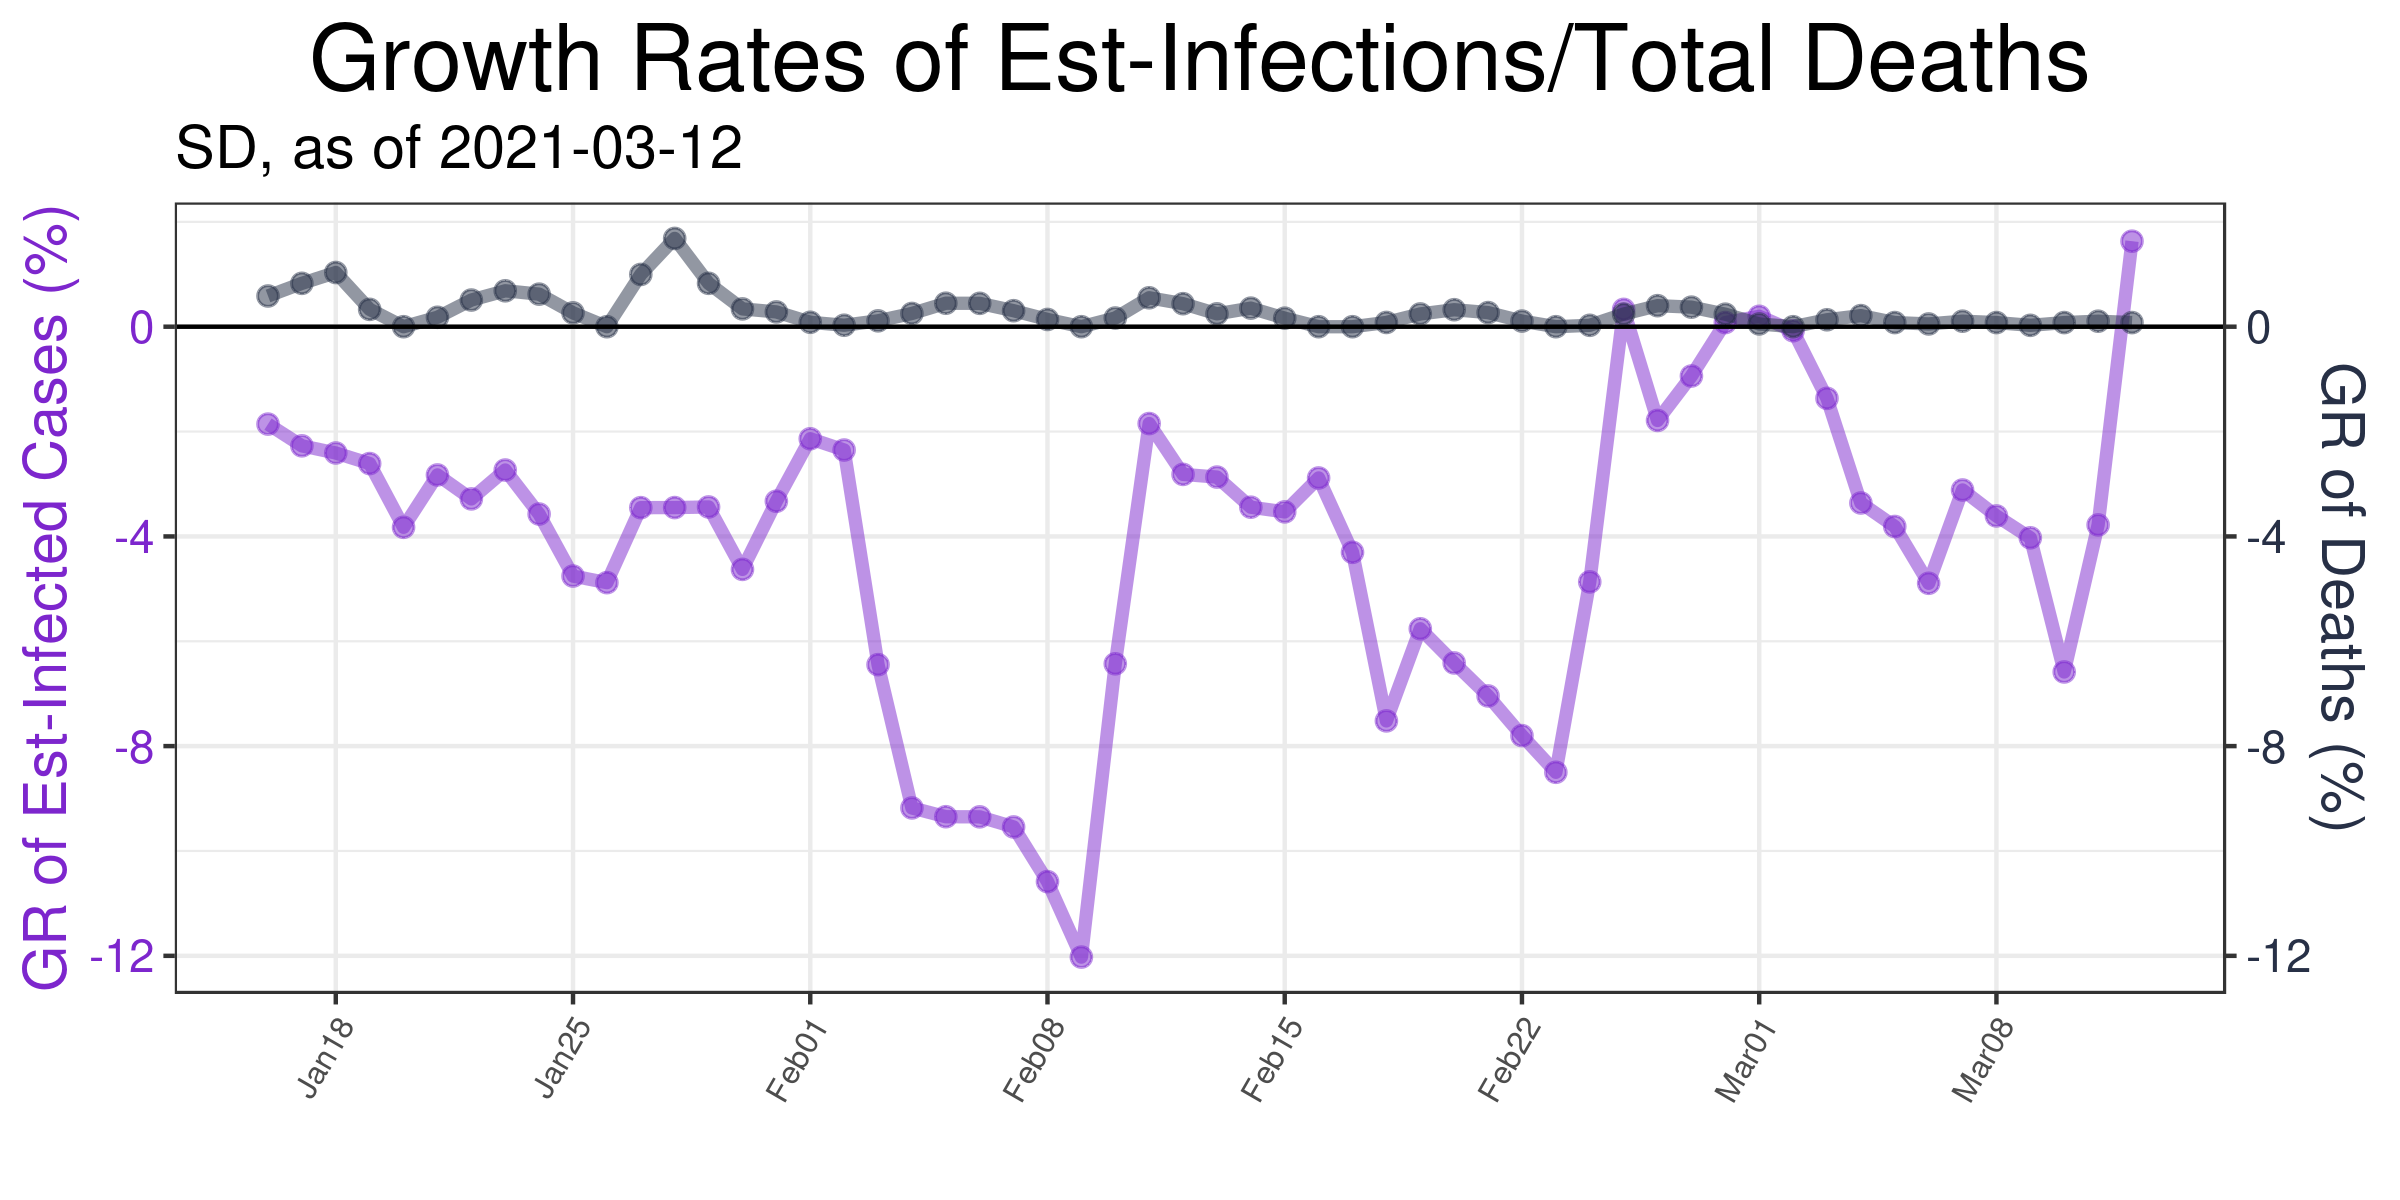 Growth Rates of Est-Infections/Total Deaths
SD, as of 2021-03-12
GR of Est-Infected Cases (%)
0
-4
-8
-12
0
-4
-8
-12
GR of Deaths (%)
Jan18
Jan25
Feb01
Feb08
Feb15
Feb22
Mar01
Mar08